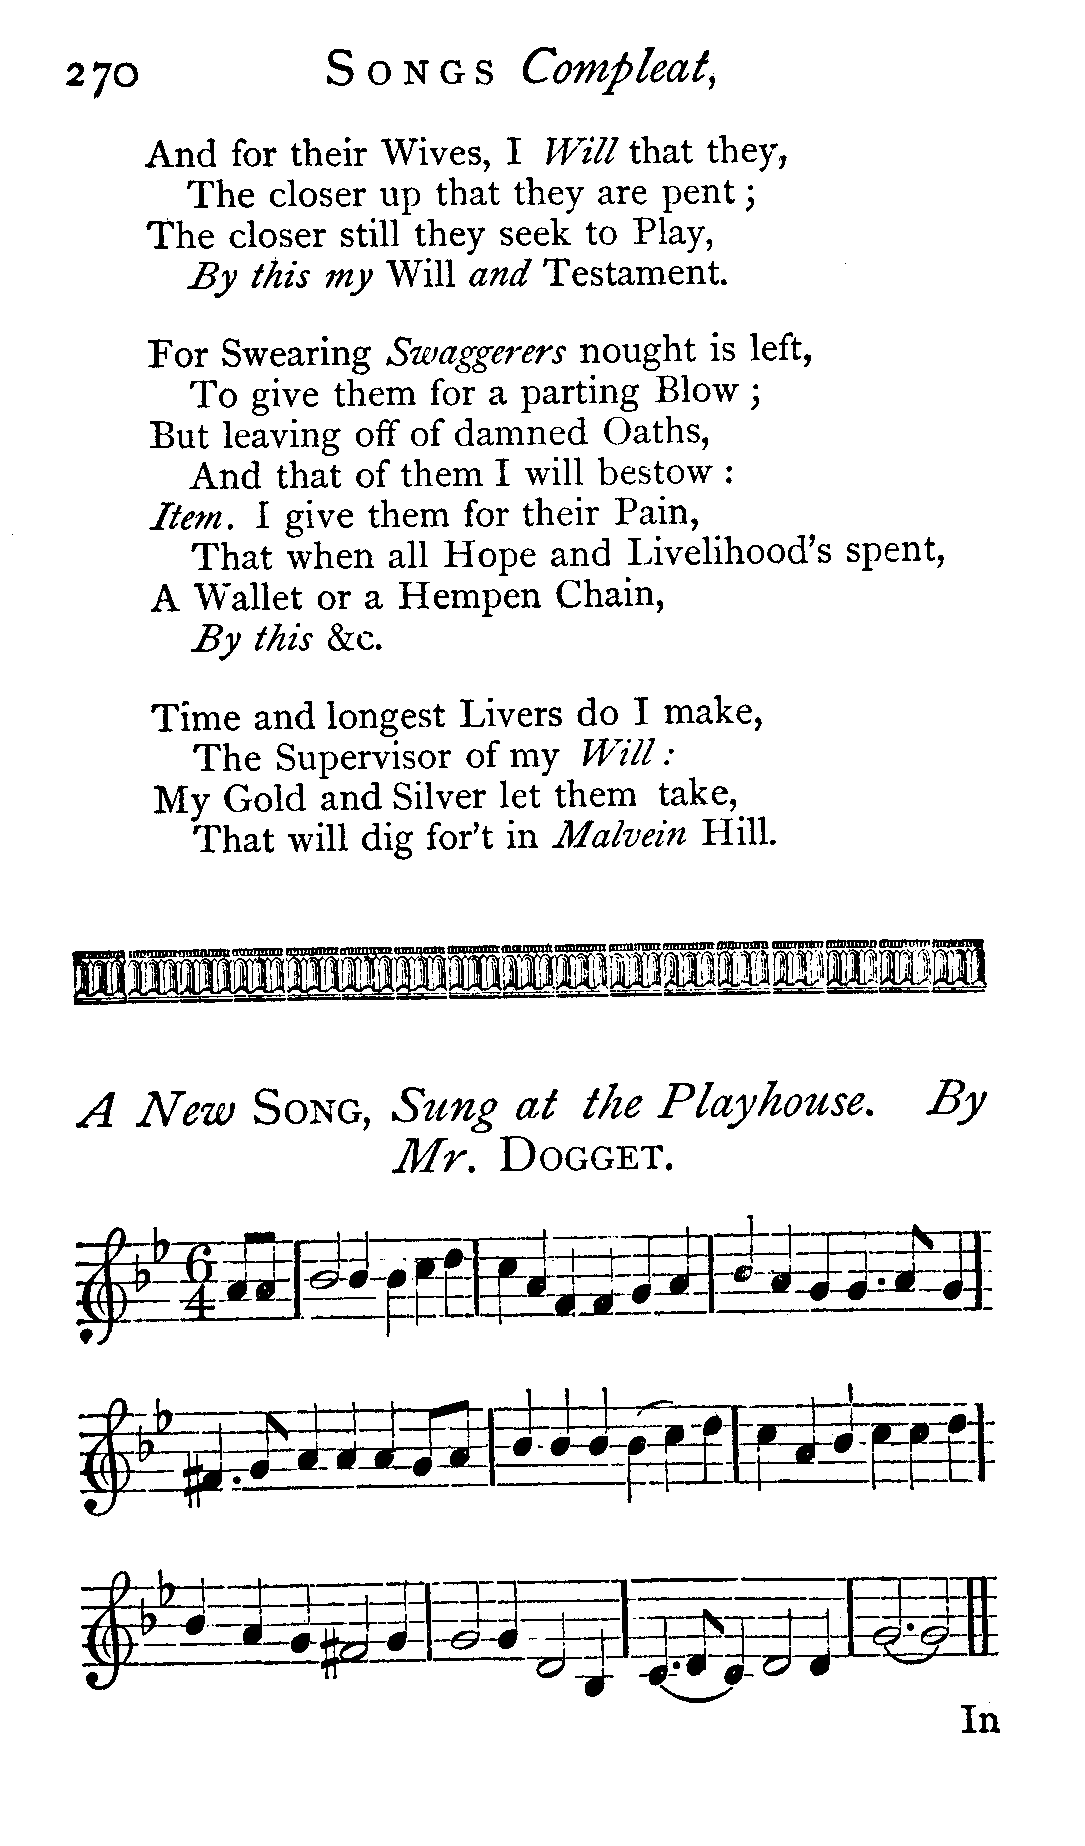 270 SONGS Compleat,
And for their Wives, I Will that they,
The closer up that they are pent ;
The closer still they seek to Play,
By this my Will and Testament.
For Swearing Swaggerers nought is left,
To give them for a parting Blow ;
But leaving off of damned Oaths,
And that of them I will bestow :
Item. I give them for their Pain,
That when all Hope and Livelihood's spent,
A Wallet or a Hempen Chain,
By this &c.
Time and longest Livers do I make,
The Supervisor of my Will :
My Gold and Silver let them take,
That will dig for't in Malvein Hill.
A New SONG, Sung at the Playhouse. By
Mr. DOGGET.
6
4
In